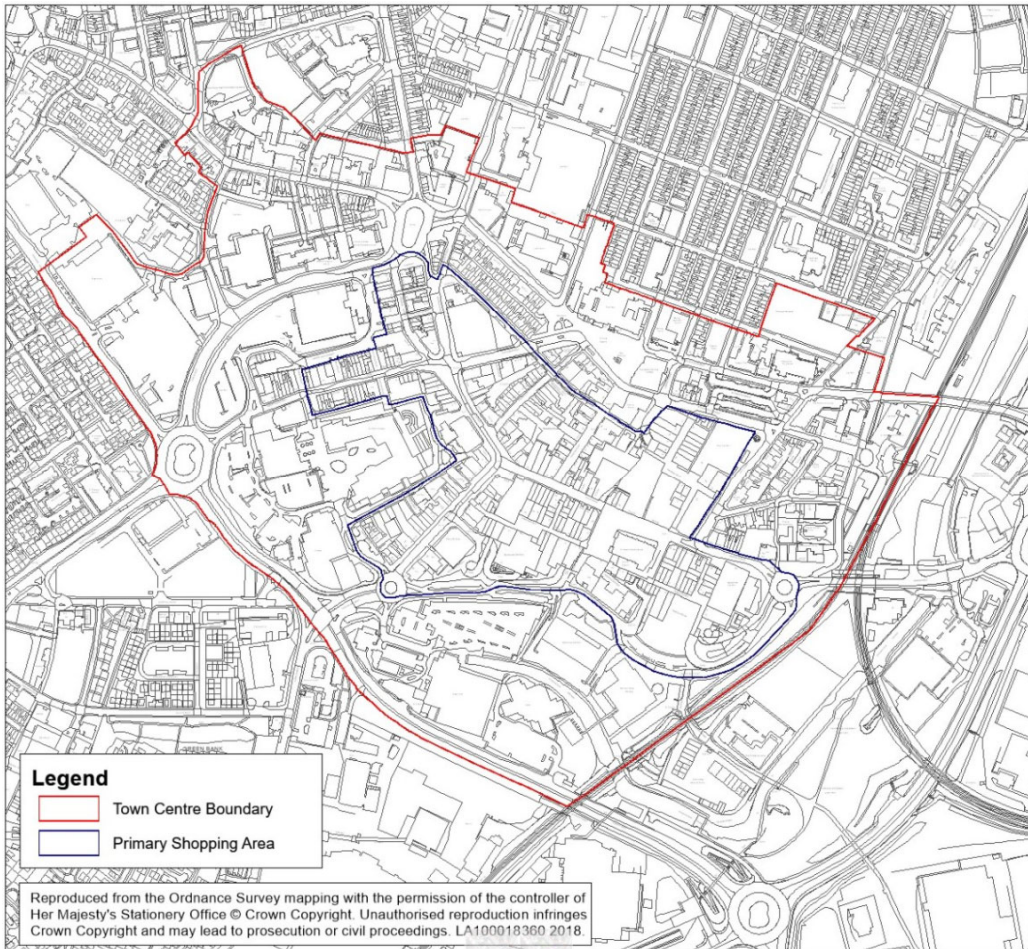 Legend
Town Centre Boundary
Primary Shopping Area
Reproduced from the Ordnance Survey mapping with the permission of the controller of
Her Majesty's Stationery Office © Crown Copyright. Unauthorised reproduction infringes
Crown Copyright and may lead to prosecution or civil proceedings. LA100018360 2018.